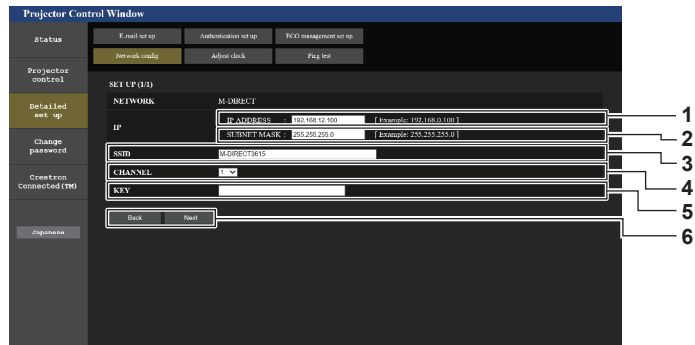 Projector Control Window
Status
E-mail set up
Authentication set up
ECO management set up
Network config
Adjust clock
Ping test
Projector
control
Detailed
set up
Change
password
Crestron
Connected(TM)
Japanese
SET UP (1/1)
NETWORK M-DIRECT
IP
IP ADDRESS : 192.168.12.100 [ Example: 192.168.0.100 ]
SUBNET MASK : 255.255.255.0 [ Example: 255.255.255.0 ]
SSID M-DIRECT3615
CHANNEL 1
KEY
Back Next
1
2
3
4
5
6